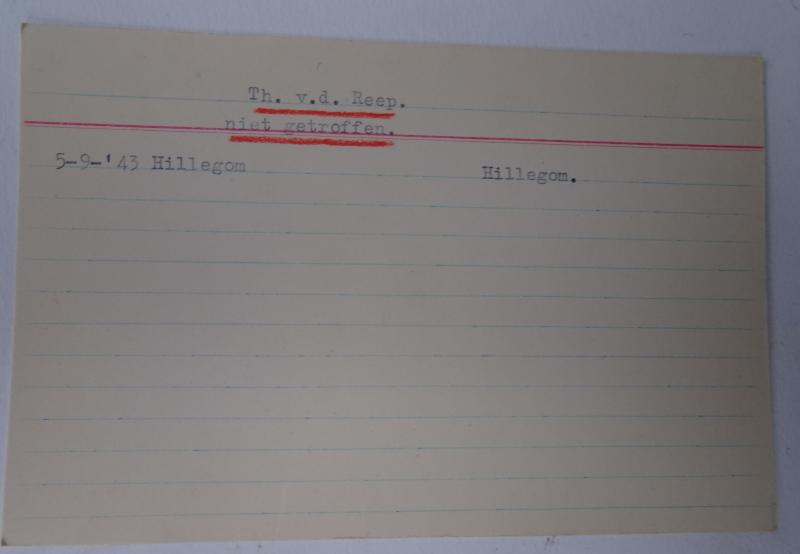 Th. v.d. Reep.
niet getroffen.
5-9-'43 Hillegom Hillegom.